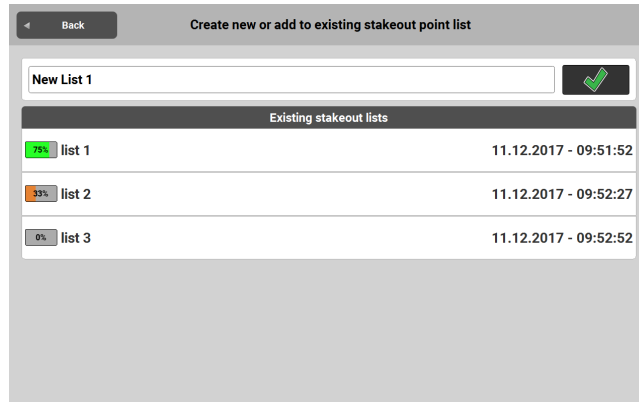 Back
Create new or add to existing stakeout point list
New List 1
Existing stakeout lists
75% list 1 11.12.2017 - 09:51:52
33% list 2 11.12.2017 - 09:52:27
0% list 3 11.12.2017 - 09:52:52